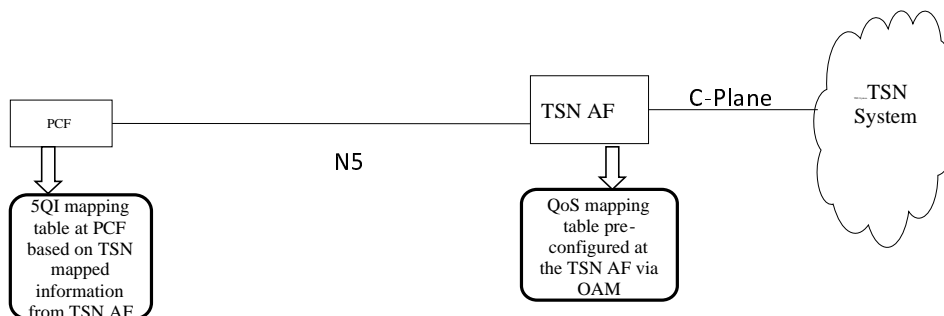 PCF
N5
TSN AF
C-Plane
TSN
System
5QI mapping
table at PCF
based on TSN
mapped
information
from TSN AF
QoS mapping
table pre-
configured at
the TSN AF via
OAM